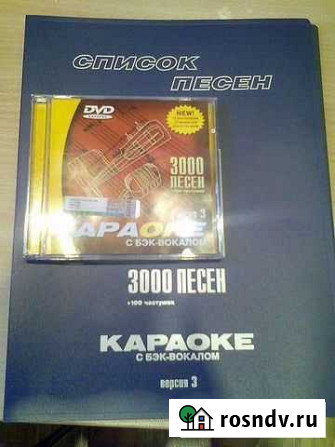 СПИСОК
ПЕСЕН
DVD
NEW!
3000
ПЕСЕН
КАРАОКЕ
С БЭК-ВОКАЛОМ
3000 ПЕСЕН
+100 частушек
КАРАОКЕ
С БЭК-ВОКАЛОМ
версия 3
rosndv.ru